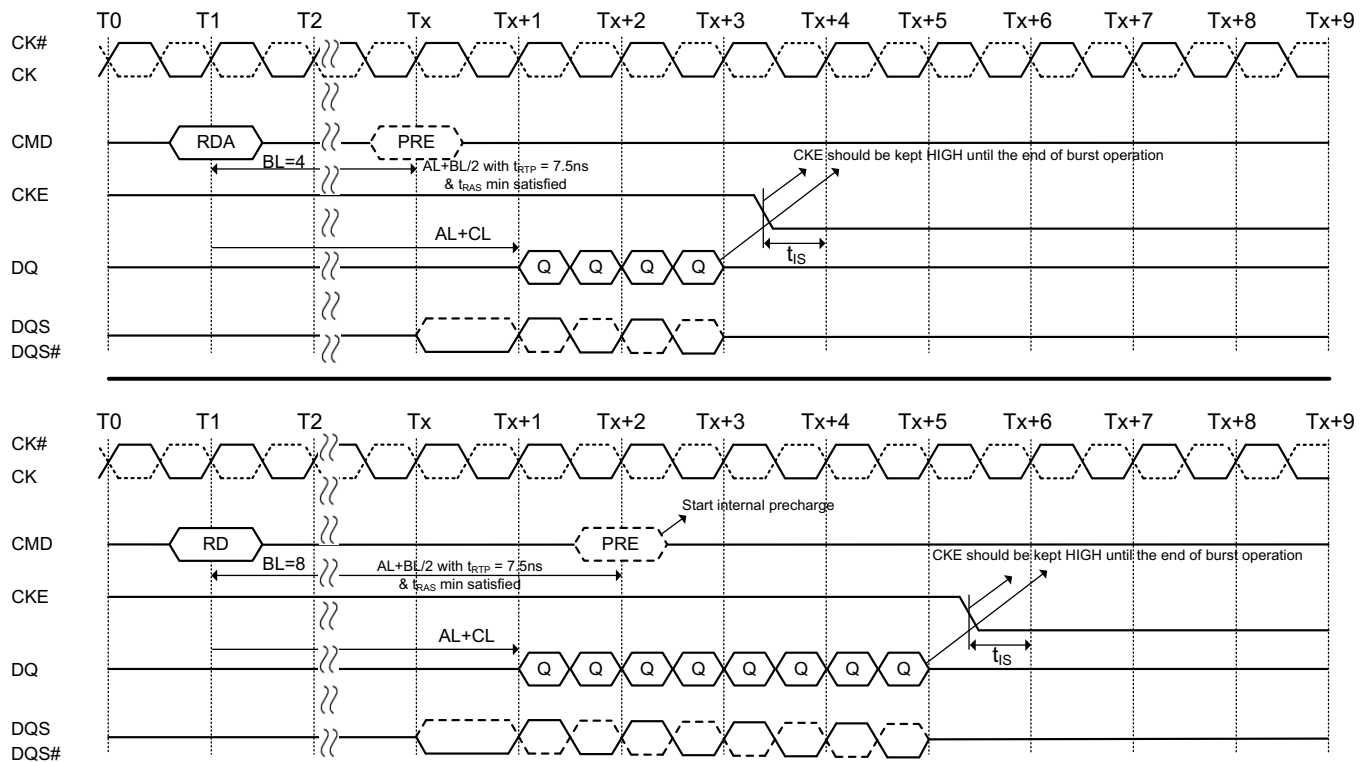 T0 T1 T2 Tx Tx+1 Tx+2 Tx+3 Tx+4 Tx+5 Tx+6 Tx+7 Tx+8 Tx+9
CK#
CK
CMD RDA PRE
BL=4 AL+BL/2 with tRTP = 7.5ns
& tRAS min satisfied
CKE should be kept HIGH until the end of burst operation
CKE
AL+CL
tIS
DQ Q Q Q Q
DQS
DQS#
T0 T1 T2 Tx Tx+1 Tx+2 Tx+3 Tx+4 Tx+5 Tx+6 Tx+7 Tx+8 Tx+9
CK#
CK
Start internal precharge
CMD RD PRE
CKE should be kept HIGH until the end of burst operation
BL=8 AL+BL/2 with tRTP = 7.5ns
& tRAS min satisfied
CKE
AL+CL
tIS
DQ Q Q Q Q Q Q Q Q
DQS
DQS#